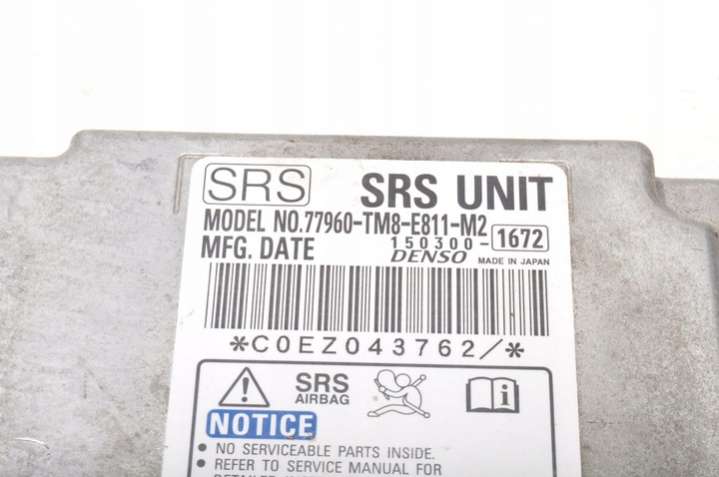 SRS SRS UNIT
MODEL NO.77960-TM8-E811-M2
MFG. DATE 150300-1672
DENSO MADE IN JAPAN
*C0EZ043762/*
SRS
AIRBAG
i
NOTICE
• NO SERVICEABLE PARTS INSIDE.
• REFER TO SERVICE MANUAL FOR